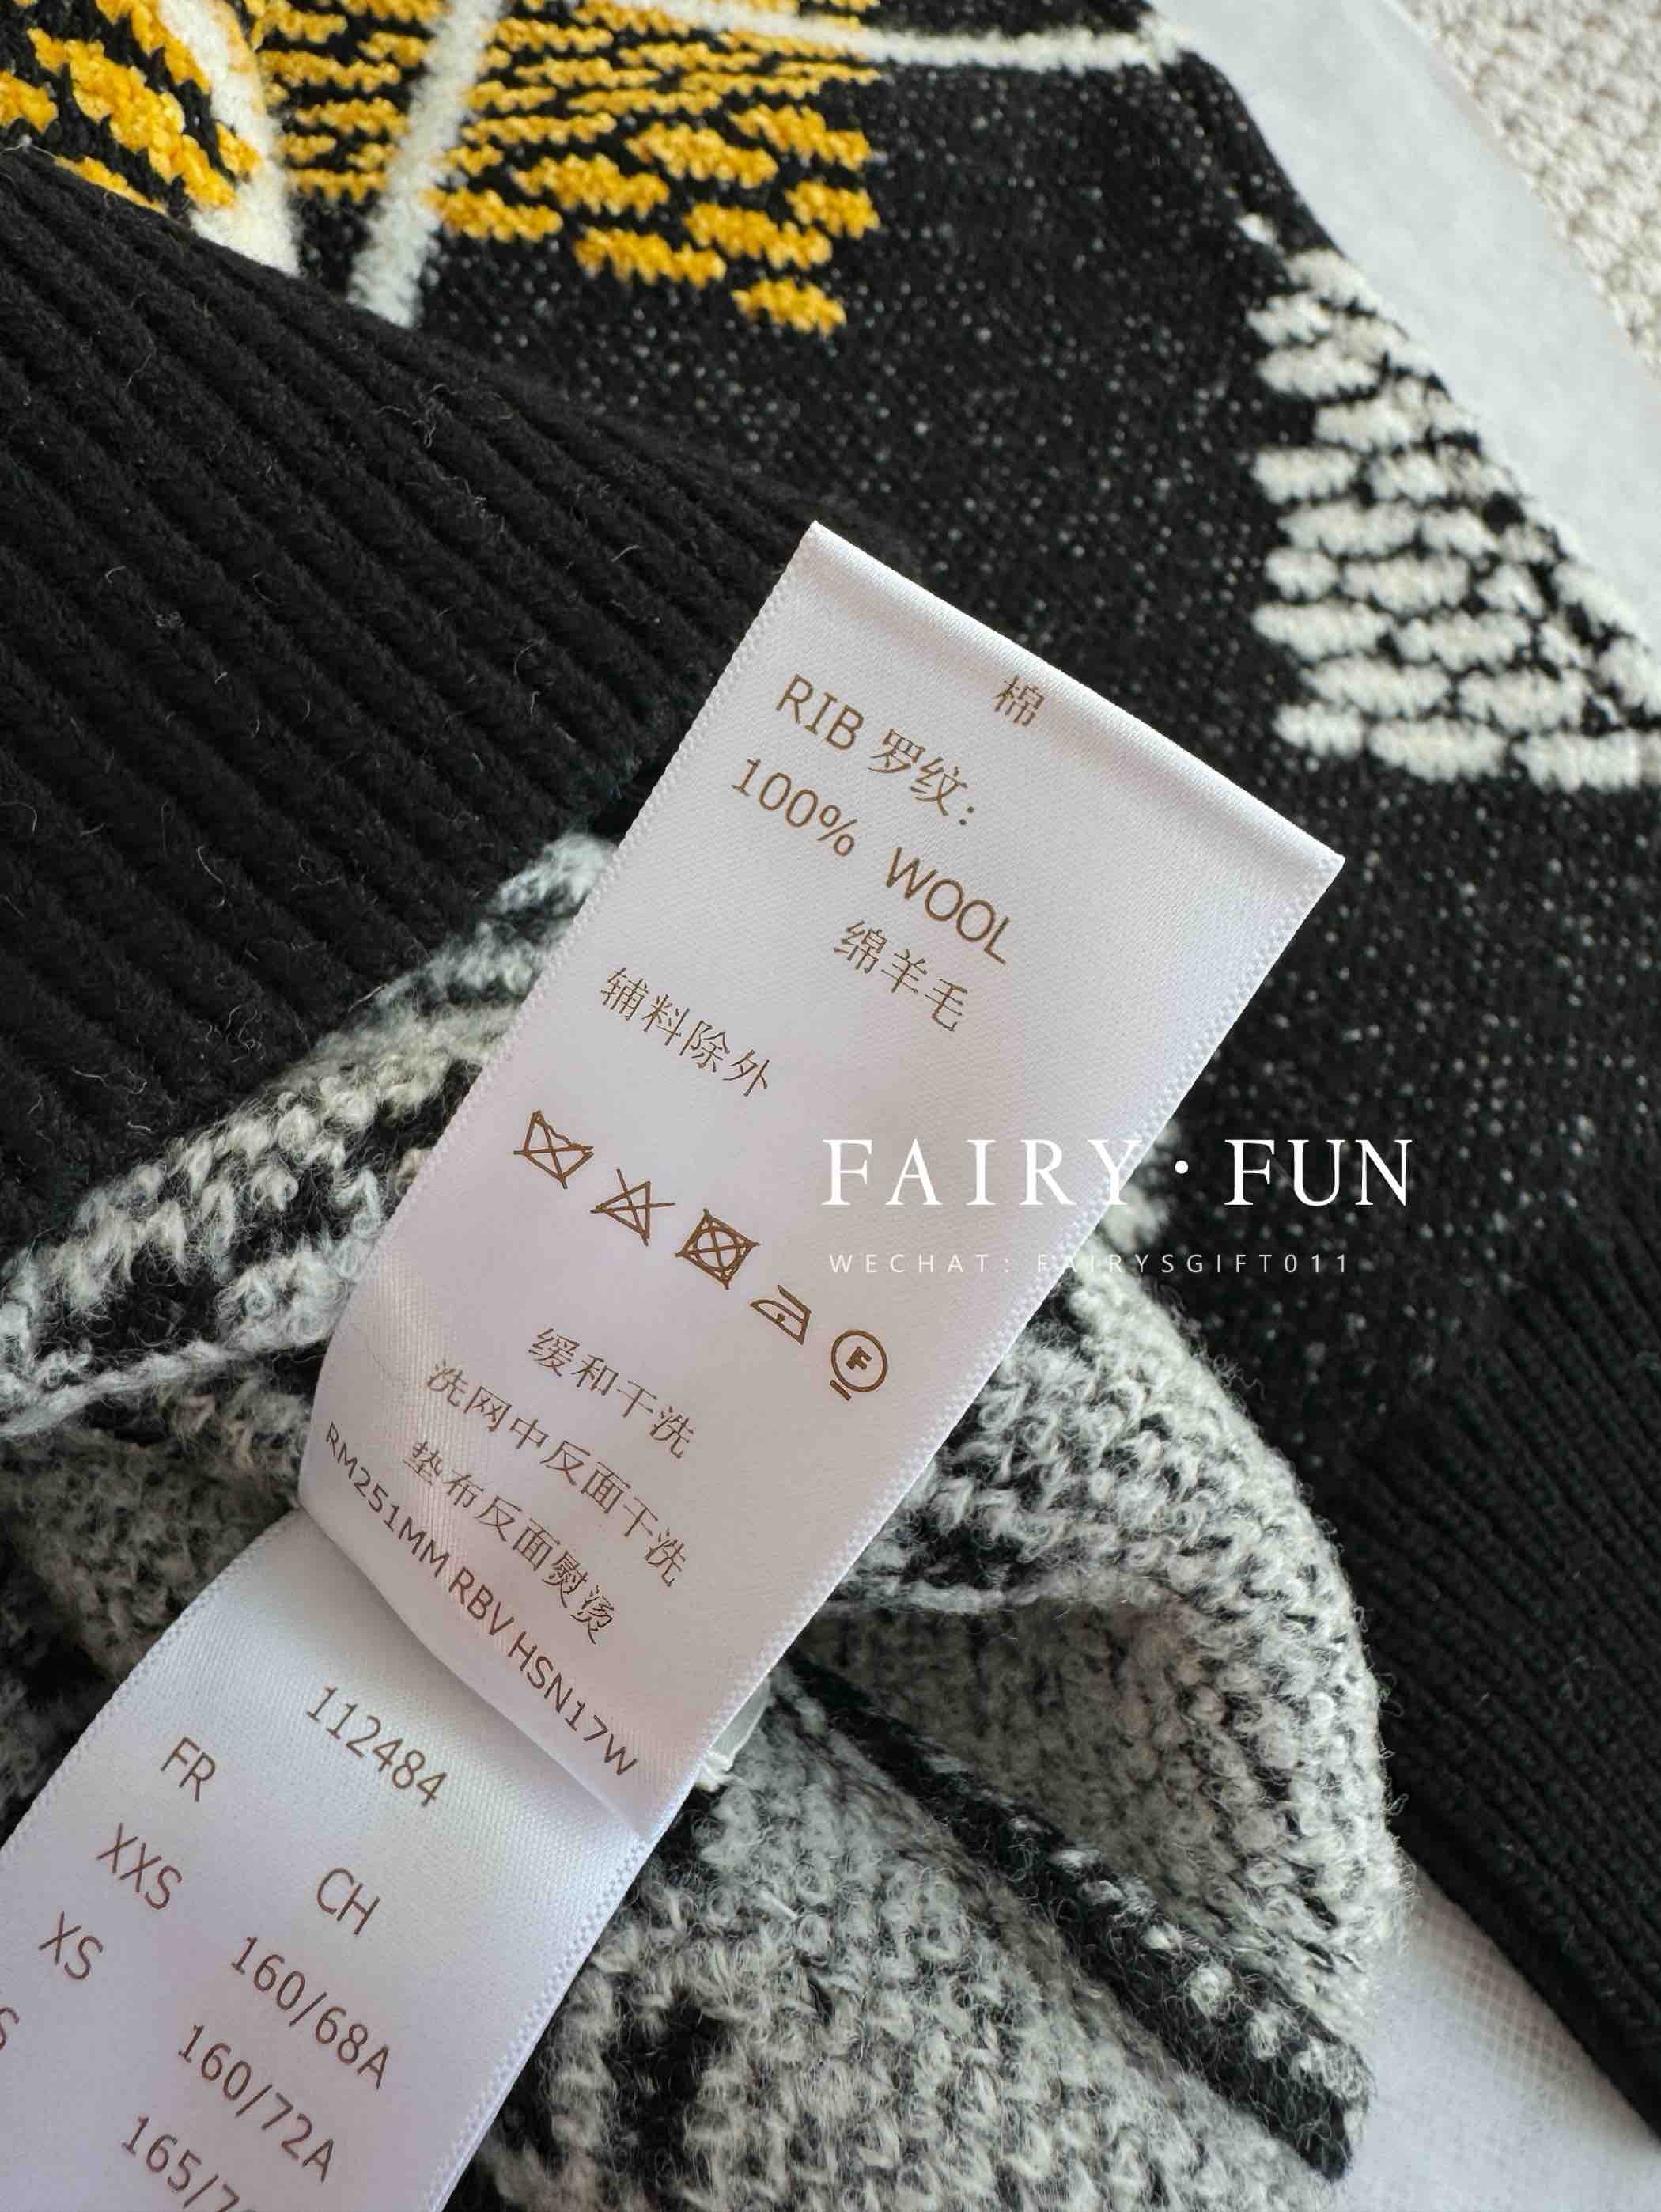 棉
RIB 罗纹:
100% WOOL
绵羊毛
辅料除外
F
缓和干洗
洗网中反面干洗
垫布反面熨烫
RM251MM RBV HSN17W
112484
FR CH
XXS 160/68A
XS 160/72A
FAIRY·FUN
WECHAT: FAIRYSGIFT011